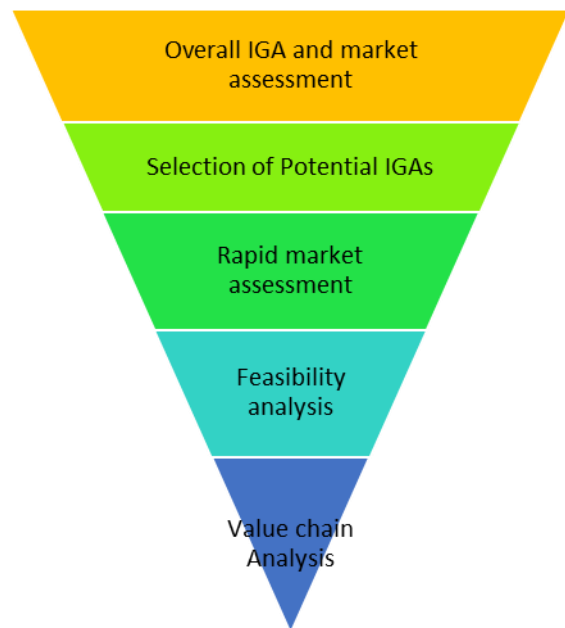 Overall IGA and market
assessment
Selection of Potential IGAs
Rapid market
assessment
Feasibility
analysis
Value chain
Analysis